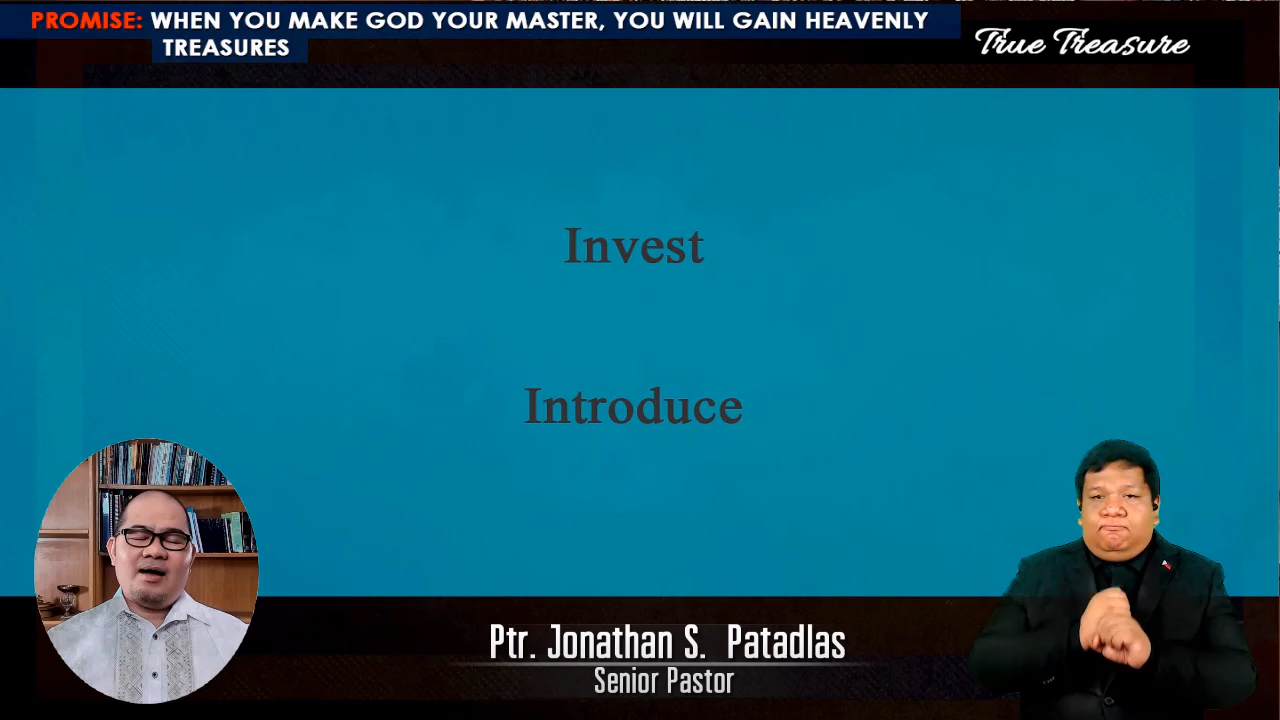 PROMISE: WHEN YOU MAKE GOD YOUR MASTER, YOU WILL GAIN HEAVENLY
TREASURES
True Treasure
Invest
Introduce
Ptr. Jonathan S. Patadlas
Senior Pastor